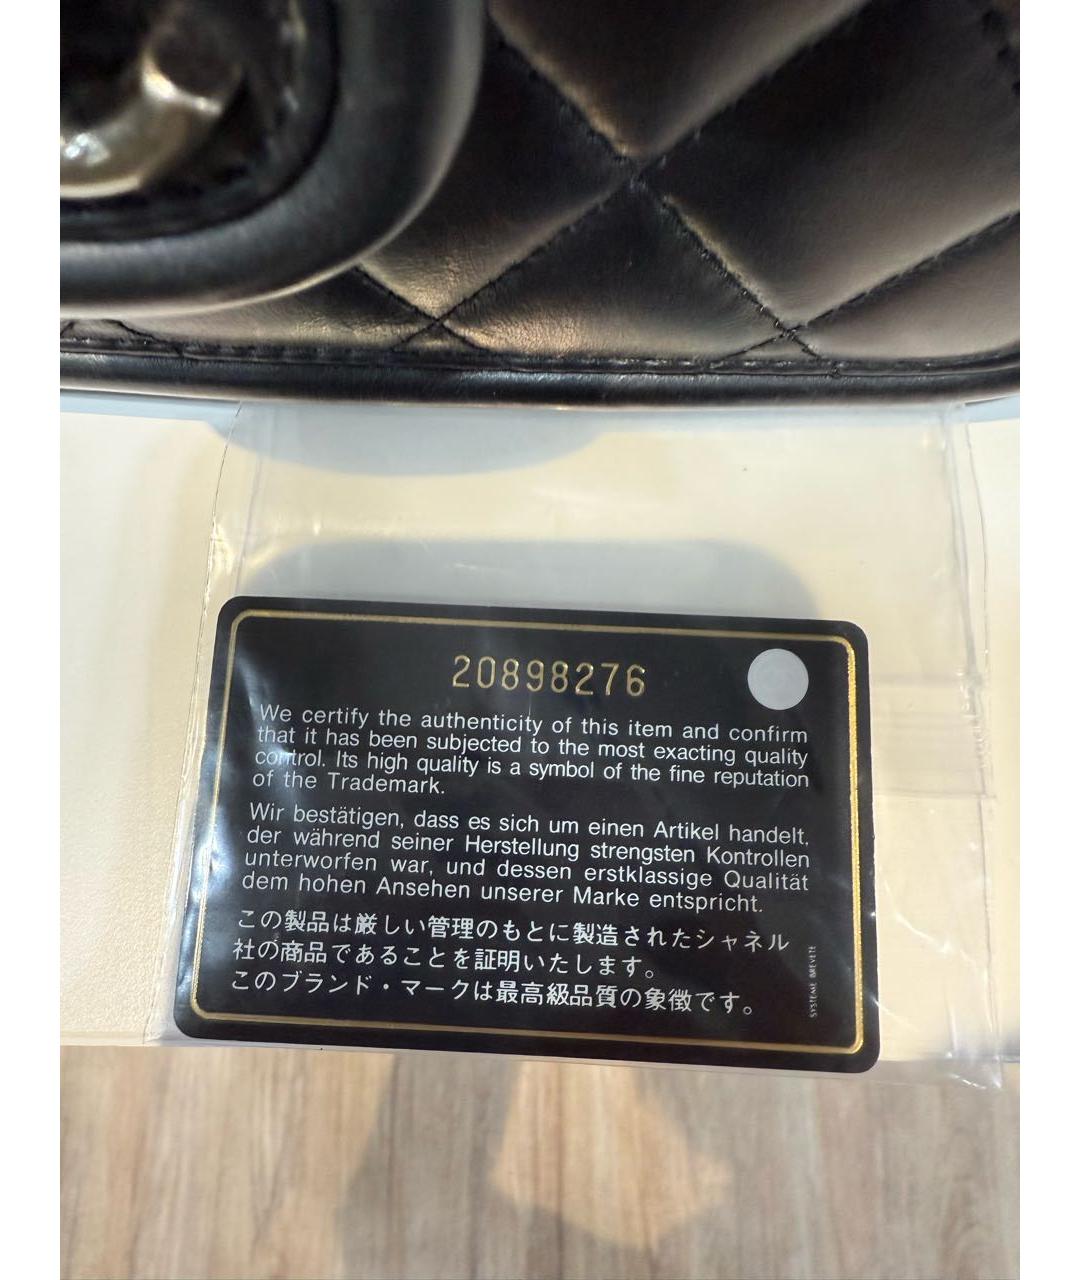 20898276
We certify the authenticity of this item and confirm
that it has been subjected to the most exacting quality
control. Its high quality is a symbol of the fine reputation
of the Trademark.
Wir bestätigen, dass es sich um einen Artikel handelt,
der während seiner Herstellung strengsten Kontrollen
unterworfen war, und dessen erstklassige Qualität
dem hohen Ansehen unserer Marke entspricht.
この製品は厳しい管理のもとに製造されたシャネル
社の商品であることを証明いたします。
このブランド・マークは最高級品質の象徴です。
SYSTEME BREVETE